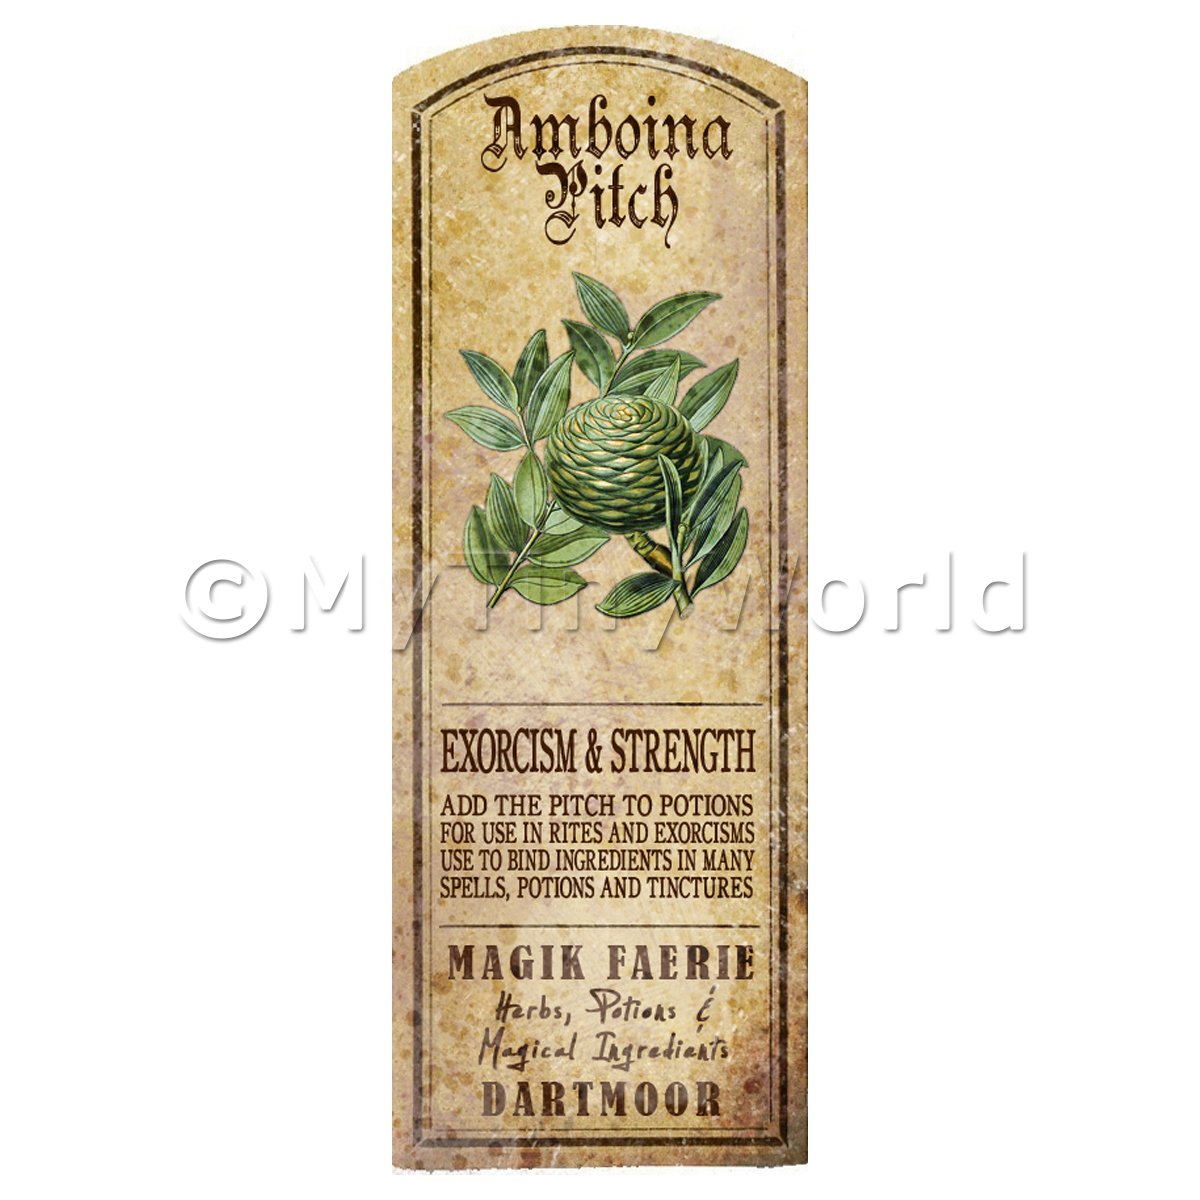 Amboina
Pitch
©MyTinyWorld
EXORCISM & STRENGTH
ADD THE PITCH TO POTIONS
FOR USE IN RITES AND EXORCISMS
USE TO BIND INGREDIENTS IN MANY
SPELLS, POTIONS AND TINCTURES
MAGIK FAERIE
Herbs, Potions &
Magical Ingrediants
DARTMOOR